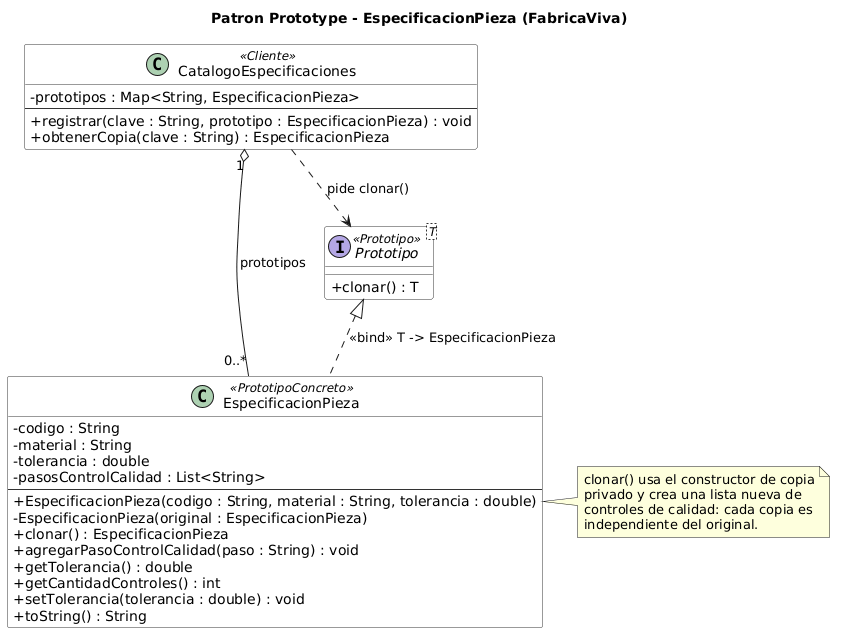 Patron Prototype - EspecificacionPieza (FabricaViva)
C
«Cliente»
CatalogoEspecificaciones
-prototipos : Map<String, EspecificacionPieza>
+registrar(clave : String, prototipo : EspecificacionPieza) : void
+obtenerCopia(clave : String) : EspecificacionPieza
1
pide clonar()
T
I
«Prototipo»
Prototipo
+clonar() : T
prototipos
«bind» T -> EspecificacionPieza
0..*
C
«PrototipoConcreto»
EspecificacionPieza
-codigo : String
-material : String
-tolerancia : double
-pasosControlCalidad : List<String>
+EspecificacionPieza(codigo : String, material : String, tolerancia : double)
-EspecificacionPieza(original : EspecificacionPieza)
+clonar() : EspecificacionPieza
+agregarPasoControlCalidad(paso : String) : void
+getTolerancia() : double
+getCantidadControles() : int
+setTolerancia(tolerancia : double) : void
+toString() : String
clonar() usa el constructor de copia
privado y crea una lista nueva de
controles de calidad: cada copia es
independiente del original.